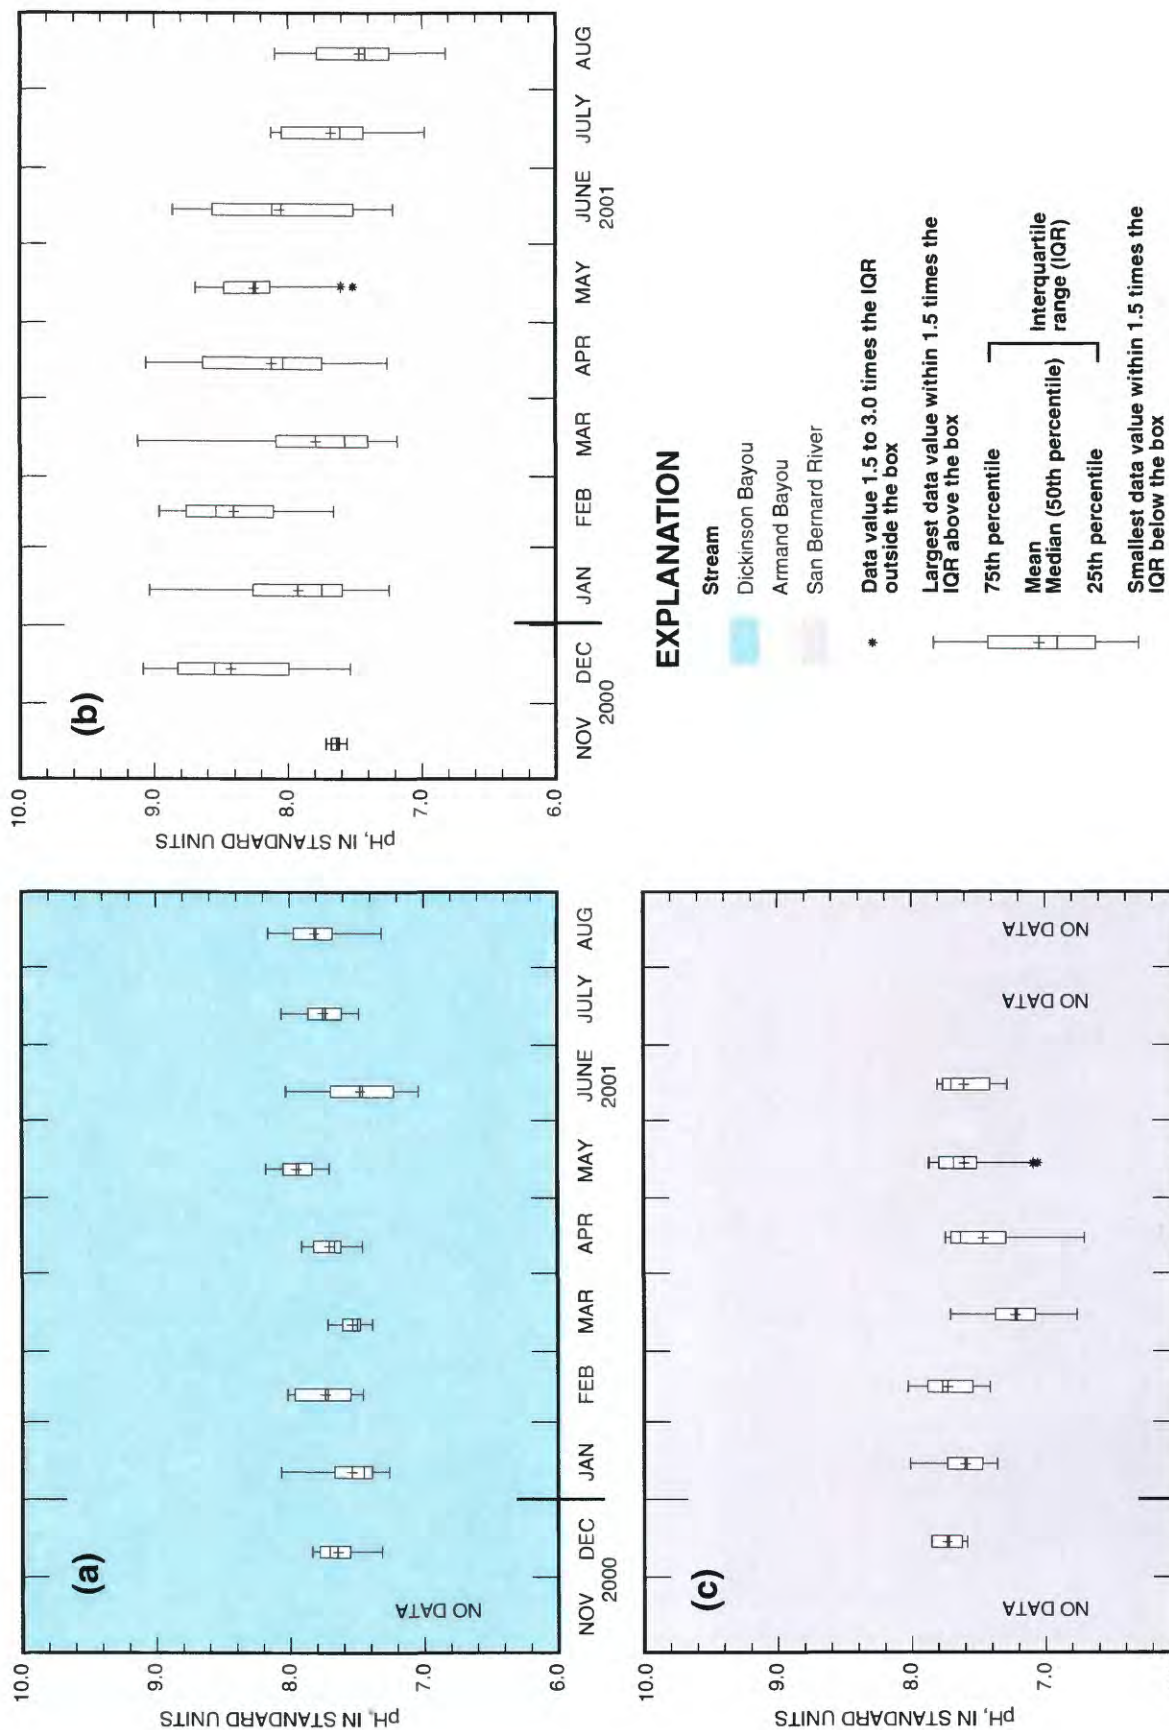 (a)
pH, IN STANDARD UNITS
10.0
9.0
8.0
7.0
6.0
NO DATA
NOV DEC JAN FEB MAR APR MAY JUNE JULY AUG
2000 2001
(b)
pH, IN STANDARD UNITS
10.0
9.0
8.0
7.0
6.0
NOV DEC JAN FEB MAR APR MAY JUNE JULY AUG
2000 2001
(c)
pH, IN STANDARD UNITS
10.0
9.0
8.0
7.0
NO DATA
NO DATA
NO DATA
EXPLANATION
Stream
Dickinson Bayou
Armand Bayou
San Bernard River
* Data value 1.5 to 3.0 times the IQR
outside the box
Largest data value within 1.5 times the
IQR above the box
75th percentile
Mean
Median (50th percentile)
Interquartile
range (IQR)
25th percentile
Smallest data value within 1.5 times the
IQR below the box